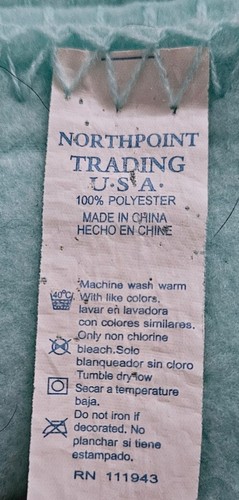 NORTHPOINT
TRADING
U·S·A
100% POLYESTER
MADE IN CHINA
HECHO EN CHINE
Machine wash warm
40°C With like colors.
lavar en lavadora
con colores similares.
Only non chlorine
bleach.Solo
blanqueador sin cloro
Tumble dry low
Secar a temperature
baja.
Do not iron if
decorated. No
planchar si tiene
estampado.
RN 111943